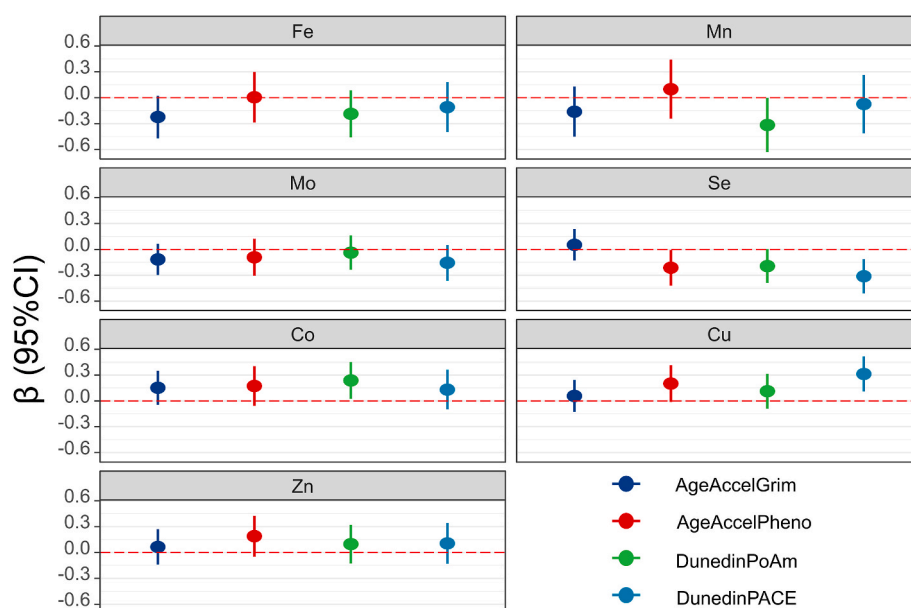 Fe
Mn
0.6
0.3
0.0
-0.3
-0.6
Mo
Se
0.6
0.3
0.0
-0.3
-0.6
β (95%CI)
Co
Cu
0.6
0.3
0.0
-0.3
-0.6
Zn
0.6
0.3
0.0
-0.3
-0.6
AgeAccelGrim
AgeAccelPheno
DunedinPoAm
DunedinPACE